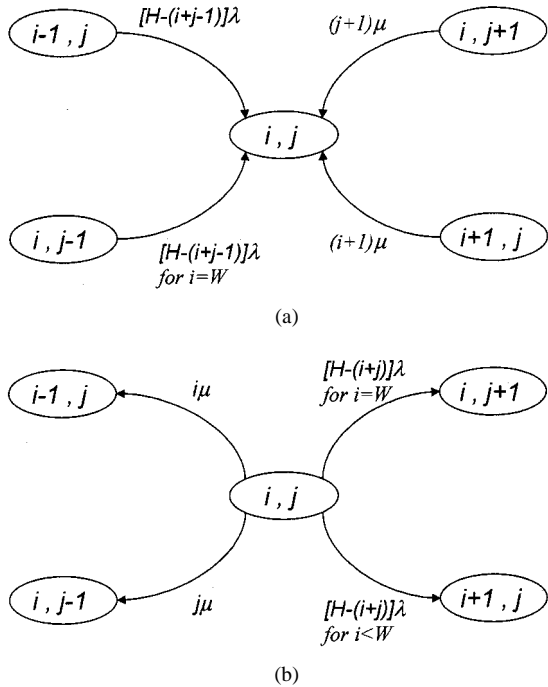 i-1 , j
[H-(i+j-1)]λ
(j+1)μ
i , j+1
i , j
i , j-1
[H-(i+j-1)]λ
for i=W
(i+1)μ
i+1 , j
(a)
i-1 , j
iμ
[H-(i+j)]λ
for i=W
i , j+1
i , j
i , j-1
jμ
[H-(i+j)]λ
for i<W
i+1 , j
(b)